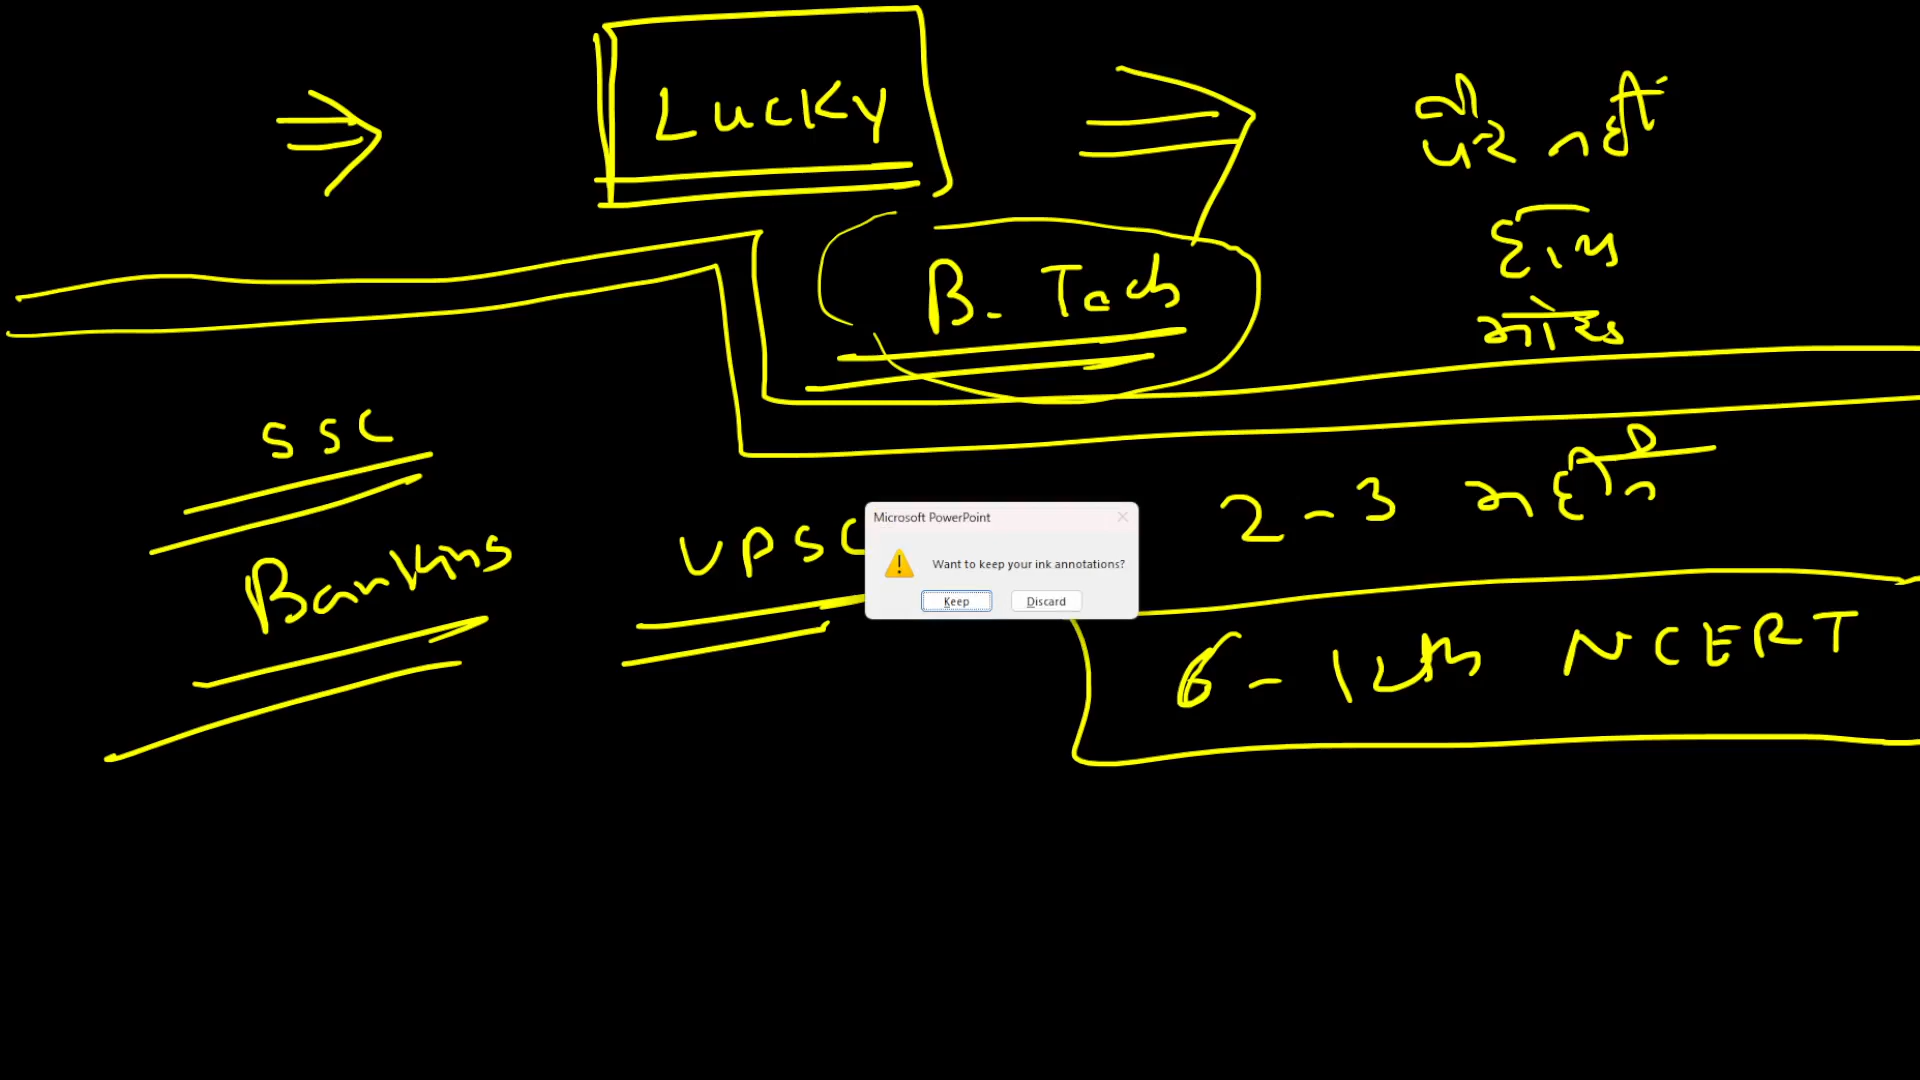 Lucky
B. Tech
SSC
Banking
UPSC
2 - 3 महीने
6 - 12th NCERT
Microsoft PowerPoint
Want to keep your ink annotations?
Keep
Discard